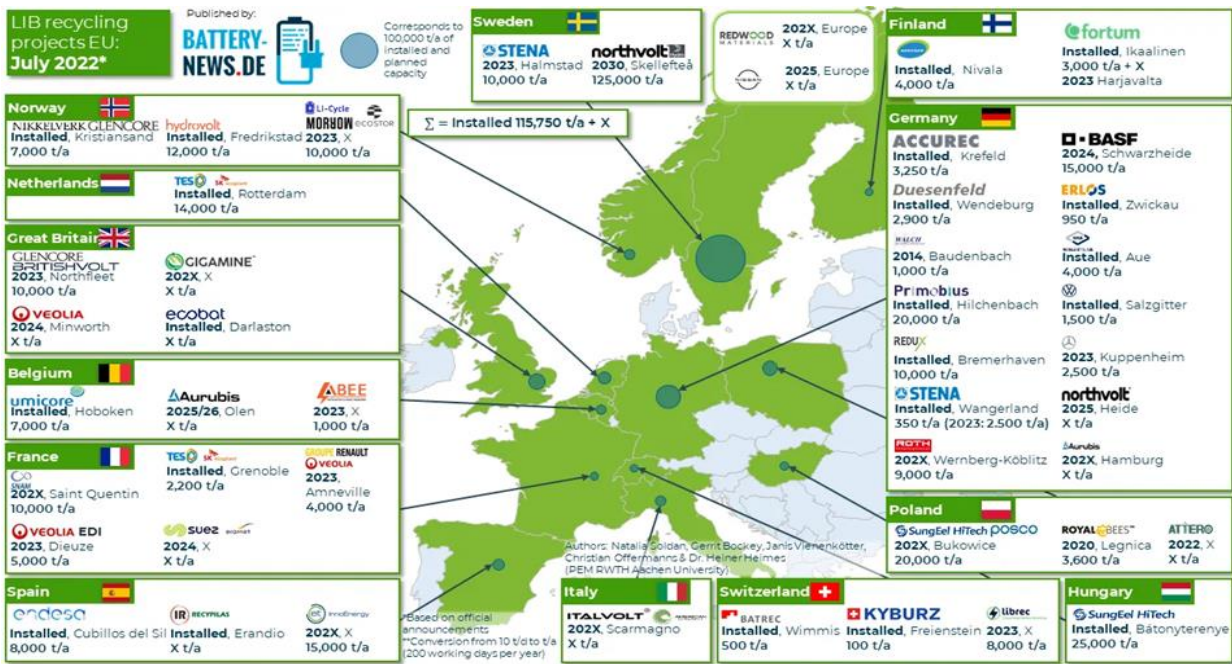 LIB recycling
projects EU:
July 2022*
Published by:
BATTERY-
NEWS.DE
Corresponds to
100,000 t/a of
installed and
planned
capacity
Sweden
STENA
2023, Halmstad
10,000 t/a
northvolt
2030, Skellefteå
125,000 t/a
REDWOOD
MATERIALS
202X, Europe
X t/a
NISSAN
2025, Europe
X t/a
Finland
Installed, Nivala
4,000 t/a
fortum
Installed, Ikaalinen
3,000 t/a + X
2023 Harjavalta
Norway
NIKKELVERK GLENCORE
Installed, Kristiansand
7,000 t/a
hydrovolt
Installed, Fredrikstad
12,000 t/a
Li-Cycle
MORROW ECOSTOR
2023, X
10,000 t/a
∑ = Installed 115,750 t/a + X
Netherlands
TES SK
Installed, Rotterdam
14,000 t/a
Great Britain
GLENCORE
BRITISHVOLT
2023, Northfleet
10,000 t/a
GIGAMINE
202X, X
X t/a
VEOLIA
2024, Minworth
X t/a
ecobat
Installed, Darlaston
X t/a
Belgium
umicore
Installed, Hoboken
7,000 t/a
Aurubis
2025/26, Olen
X t/a
ABEE
2023, X
1,000 t/a
France
SNAM
202X, Saint Quentin
10,000 t/a
TES SK
Installed, Grenoble
2,200 t/a
GROUPE RENAULT
VEOLIA
2023,
Amneville
4,000 t/a
VEOLIA EDI
2023, Dieuze
5,000 t/a
suez
2024, X
X t/a
Spain
endesa
Installed, Cubillos del Sil
8,000 t/a
IR RECYPILAS
Installed, Erandio
X t/a
InnoEnergy
202X, X
15,000 t/a
Germany
ACCUREC
Installed, Krefeld
3,250 t/a
BASF
2024, Schwarzheide
15,000 t/a
Duesenfeld
Installed, Wendeburg
2,900 t/a
ERLOS
Installed, Zwickau
950 t/a
WALCH
2014, Baudenbach
1,000 t/a
Installed, Aue
4,000 t/a
Primobius
Installed, Hilchenbach
20,000 t/a
Installed, Salzgitter
1,500 t/a
REDUX
Installed, Bremerhaven
10,000 t/a
2023, Kuppenheim
2,500 t/a
STENA
Installed, Wangerland
350 t/a (2023: 2.500 t/a)
northvolt
2025, Heide
X t/a
ROTH
202X, Wernberg-Köblitz
9,000 t/a
Aurubis
202X, Hamburg
X t/a
Poland
SungEel HiTech posco
202X, Bukowice
20,000 t/a
ROYAL BEES™
2020, Legnica
3,600 t/a
ATTERO
2022, X
X t/a
Authors: Natalia Soldan, Gerrit Bockey, Janis Vienenkötter,
Christian Offermanns & Dr. Heiner Heimes
(PEM RWTH Aachen University)
*Based on official
announcements
**Conversion from 10 t/d to t/a
(200 working days per year)
Italy
ITALVOLT
202X, Scarmagno
X t/a
Switzerland
BATREC
Installed, Wimmis
500 t/a
KYBURZ
Installed, Freienstein
100 t/a
librec
2023, X
8,000 t/a
Hungary
SungEel HiTech
Installed, Bátonyterenye
25,000 t/a